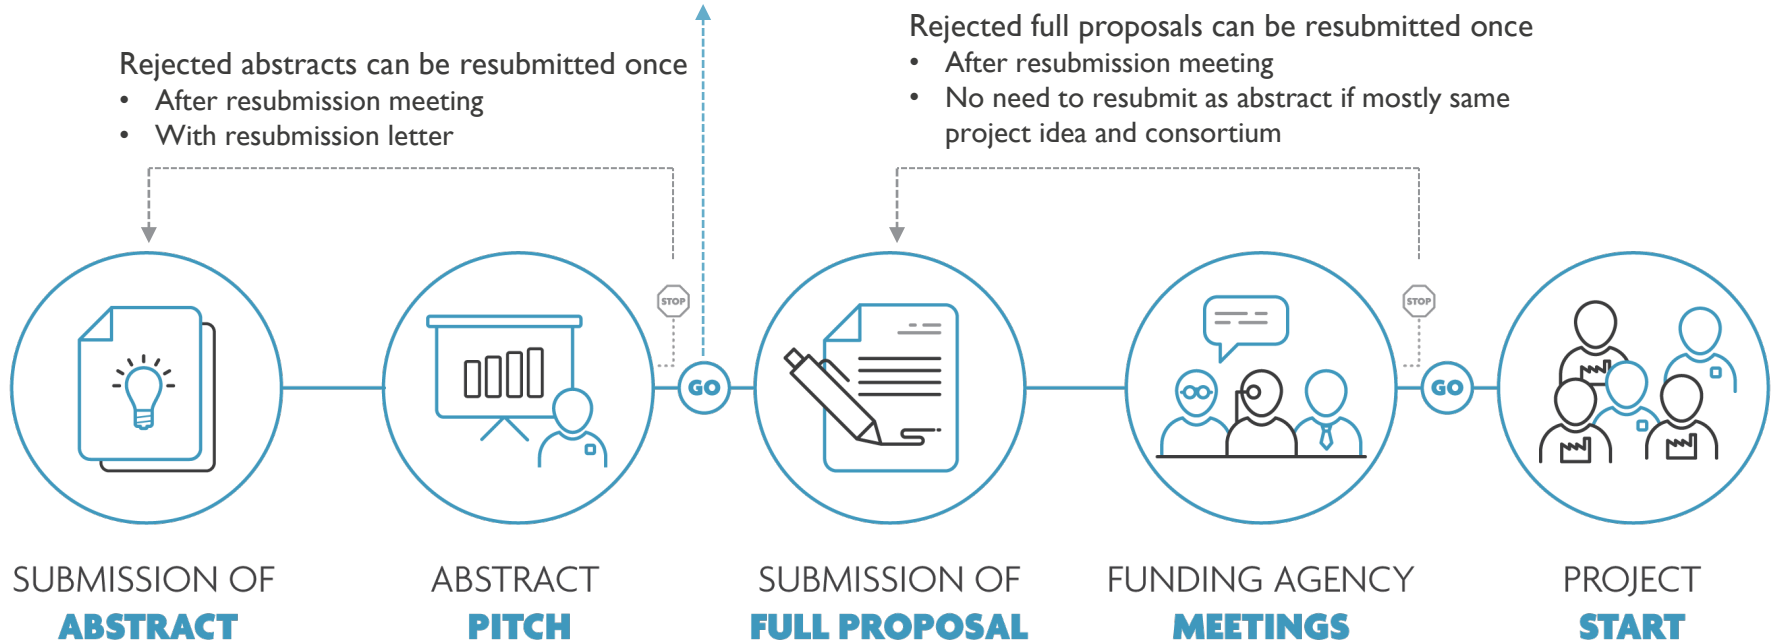 Rejected abstracts can be resubmitted once
• After resubmission meeting
• With resubmission letter
Rejected full proposals can be resubmitted once
• After resubmission meeting
• No need to resubmit as abstract if mostly same
project idea and consortium
STOP
GO
STOP
GO
SUBMISSION OF
ABSTRACT
ABSTRACT
PITCH
SUBMISSION OF
FULL PROPOSAL
FUNDING AGENCY
MEETINGS
PROJECT
START